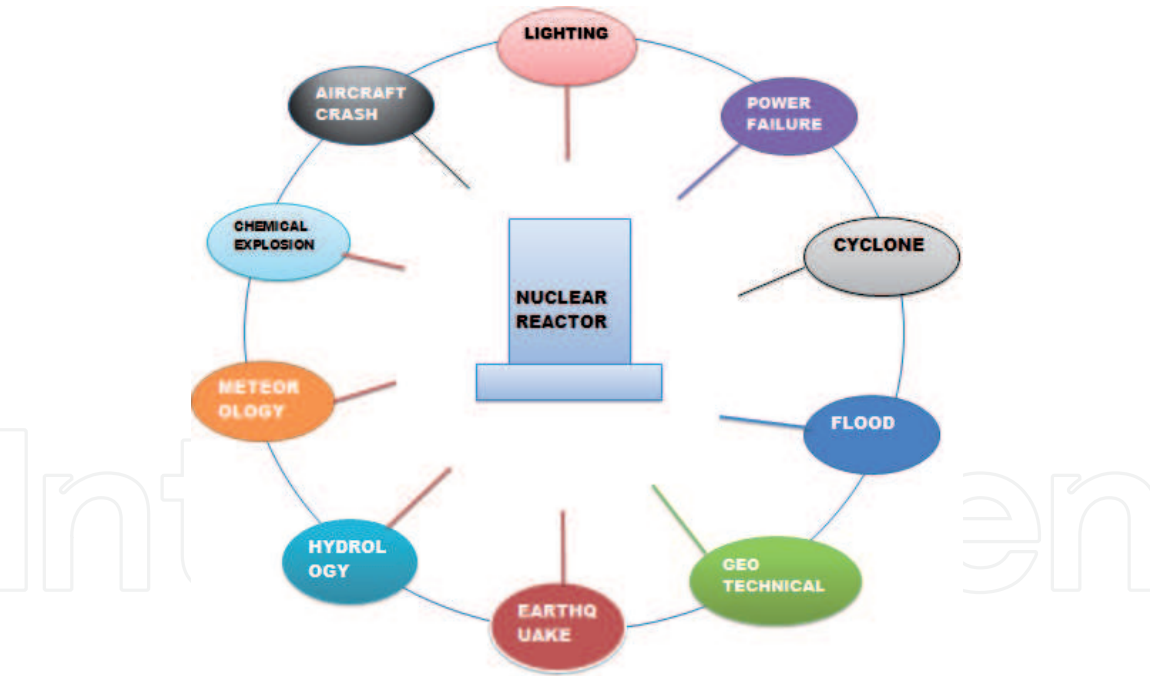 LIGHTING
POWER
FAILURE
AIRCRAFT
CRASH
CHEMICAL
EXPLOSION
CYCLONE
NUCLEAR
REACTOR
METEOR
OLOGY
FLOOD
HYDROL
OGY
GEO
TECHNICAL
EARTHQ
UAKE